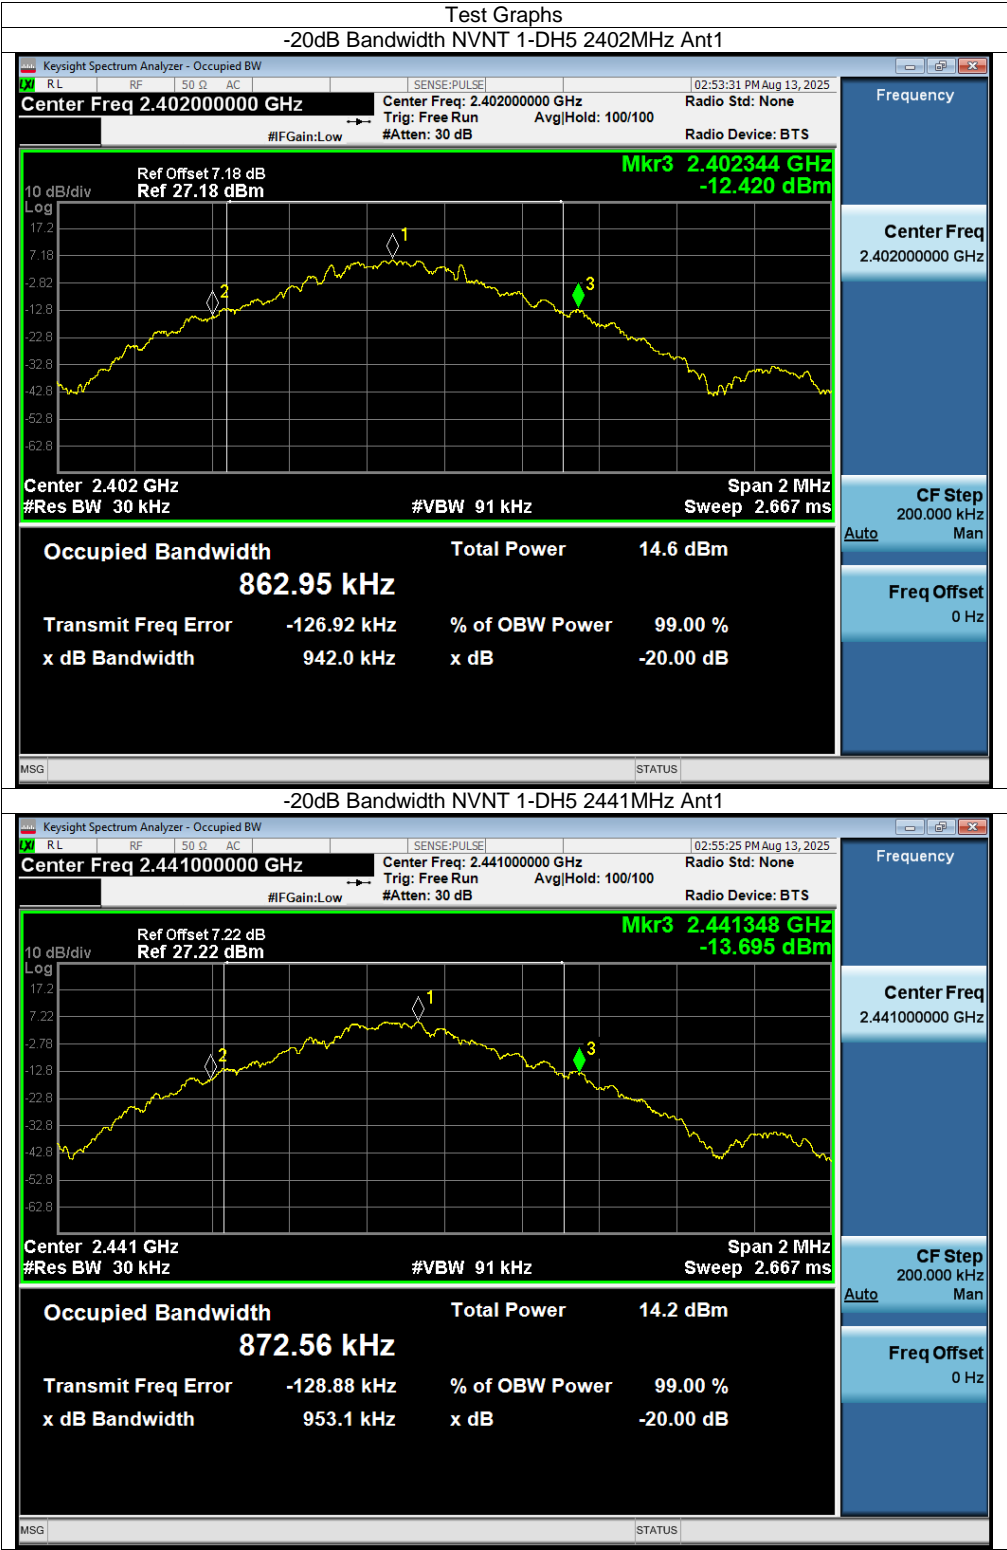 Test Graphs
-20dB Bandwidth NVNT 1-DH5 2402MHz Ant1
Keysight Spectrum Analyzer - Occupied BW
LXI RL RF 50 Ω AC SENSE:PULSE 02:53:31 PM Aug 13, 2025
Center Freq 2.402000000 GHz
Center Freq: 2.402000000 GHz Radio Std: None
Trig: Free Run Avg|Hold: 100/100
#IFGain:Low #Atten: 30 dB Radio Device: BTS
Frequency
Mkr3 2.402344 GHz
-12.420 dBm
Ref Offset 7.18 dB
10 dB/div Ref 27.18 dBm
Log
17.2
7.18
-2.82
-12.8
-22.8
-32.8
-42.8
-52.8
-62.8
1
2
3
Center 2.402 GHz Span 2 MHz
#Res BW 30 kHz #VBW 91 kHz Sweep 2.667 ms
Center Freq
2.402000000 GHz
CF Step
200.000 kHz
Auto Man
Freq Offset
0 Hz
Occupied Bandwidth Total Power 14.6 dBm
862.95 kHz
Transmit Freq Error -126.92 kHz % of OBW Power 99.00 %
x dB Bandwidth 942.0 kHz x dB -20.00 dB
MSG STATUS
-20dB Bandwidth NVNT 1-DH5 2441MHz Ant1
Keysight Spectrum Analyzer - Occupied BW
LXI RL RF 50 Ω AC SENSE:PULSE 02:55:25 PM Aug 13, 2025
Center Freq 2.441000000 GHz
Center Freq: 2.441000000 GHz Radio Std: None
Trig: Free Run Avg|Hold: 100/100
#IFGain:Low #Atten: 30 dB Radio Device: BTS
Frequency
Mkr3 2.441348 GHz
-13.695 dBm
Ref Offset 7.22 dB
10 dB/div Ref 27.22 dBm
Log
17.2
7.22
-2.78
-12.8
-22.8
-32.8
-42.8
-52.8
-62.8
1
2
3
Center 2.441 GHz Span 2 MHz
#Res BW 30 kHz #VBW 91 kHz Sweep 2.667 ms
Center Freq
2.441000000 GHz
CF Step
200.000 kHz
Auto Man
Freq Offset
0 Hz
Occupied Bandwidth Total Power 14.2 dBm
872.56 kHz
Transmit Freq Error -128.88 kHz % of OBW Power 99.00 %
x dB Bandwidth 953.1 kHz x dB -20.00 dB
MSG STATUS